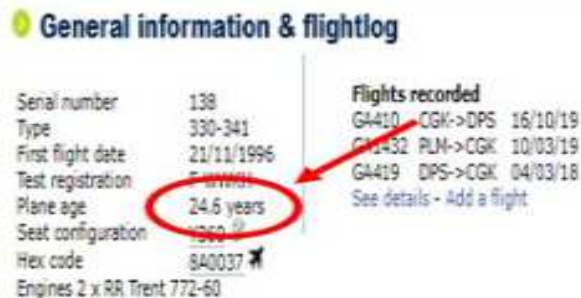 General information & flightlog
Serial number 138
Type 330-341
First flight date 21/11/1996
Test registration
Plane age 24.6 years
Seat configuration
Hex code 8A0037
Engines 2 x RR Trent 772-60
Flights recorded
GA410 CGK->DPS 16/10/19
GA1432 PLM->CGK 10/03/19
GA419 DPS->CGK 04/03/18
See details - Add a flight